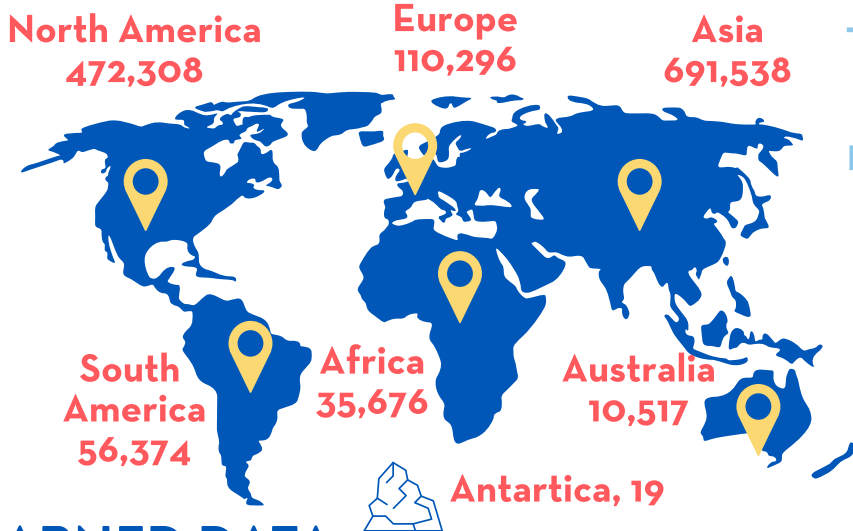 North America
472,308
Europe
110,296
Asia
691,538
South
America
56,374
Africa
35,676
Australia
10,517
Antartica, 19
DATA